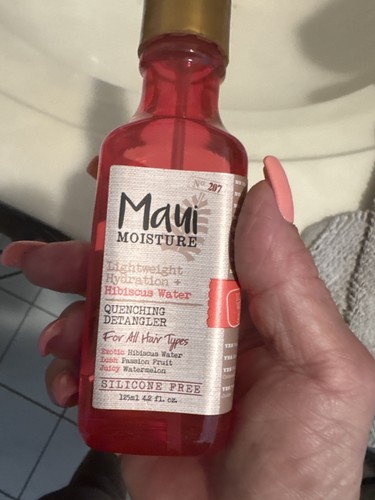 Nº 207
Maui
MOISTURE
Lightweight
Hydration +
Hibiscus Water
QUENCHING
DETANGLER
For All Hair Types
Exotic Hibiscus Water
Lush Passion Fruit
Juicy Watermelon
SILICONE FREE
125ml 4.2 fl. oz.